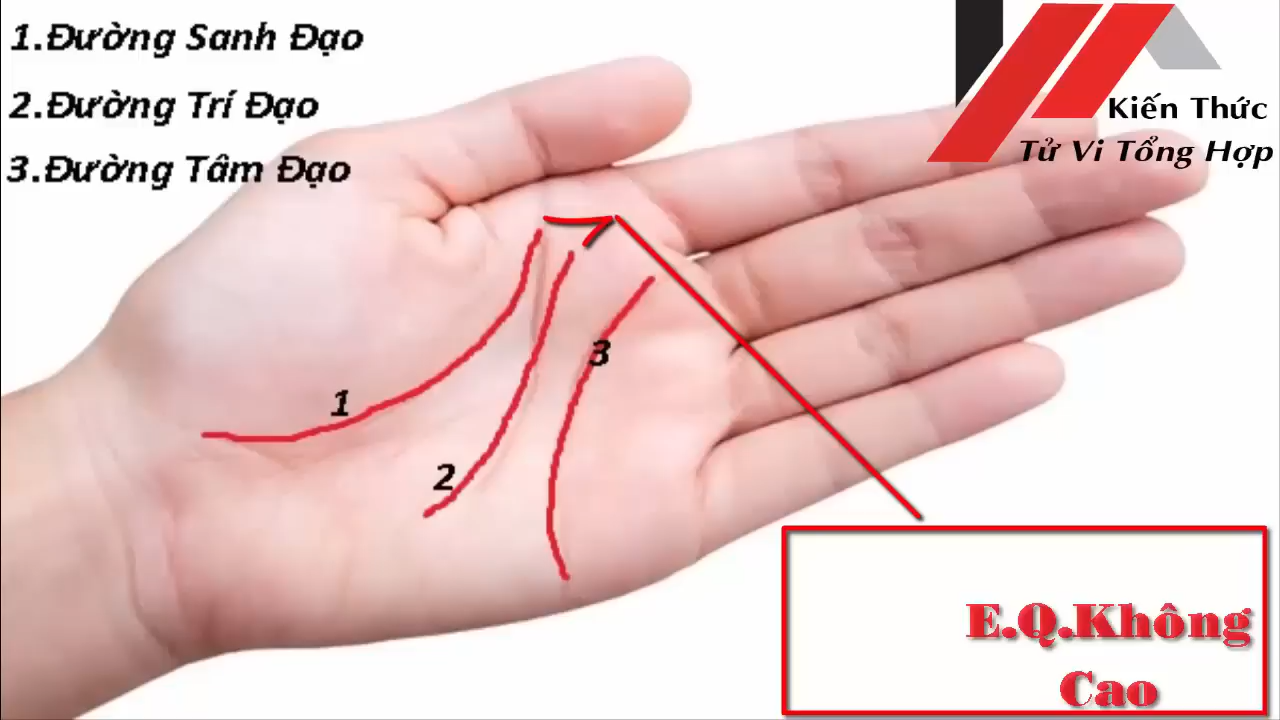 1.Đường Sanh Đạo
2.Đường Trí Đạo
3.Đường Tâm Đạo
Kiến Thức
Tử Vi Tổng Hợp
1
2
3
E.Q.Không
Cao